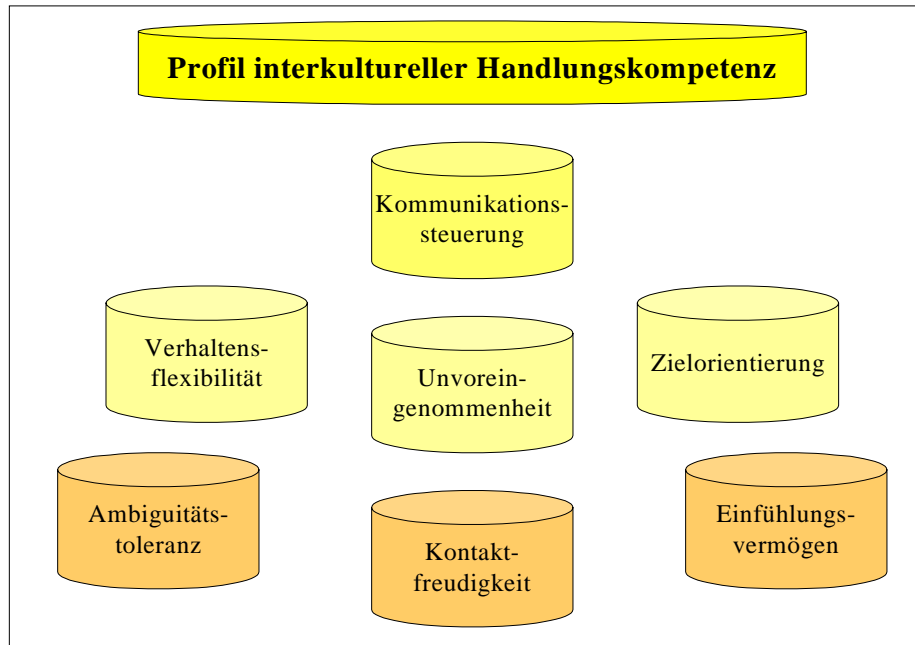 Profil interkultureller Handlungskompetenz
Kommunikations-
steuerung
Verhaltens-
flexibilität
Unvorein-
genommenheit
Zielorientierung
Ambiguitäts-
toleranz
Kontakt-
freudigkeit
Einfühlungs-
vermögen